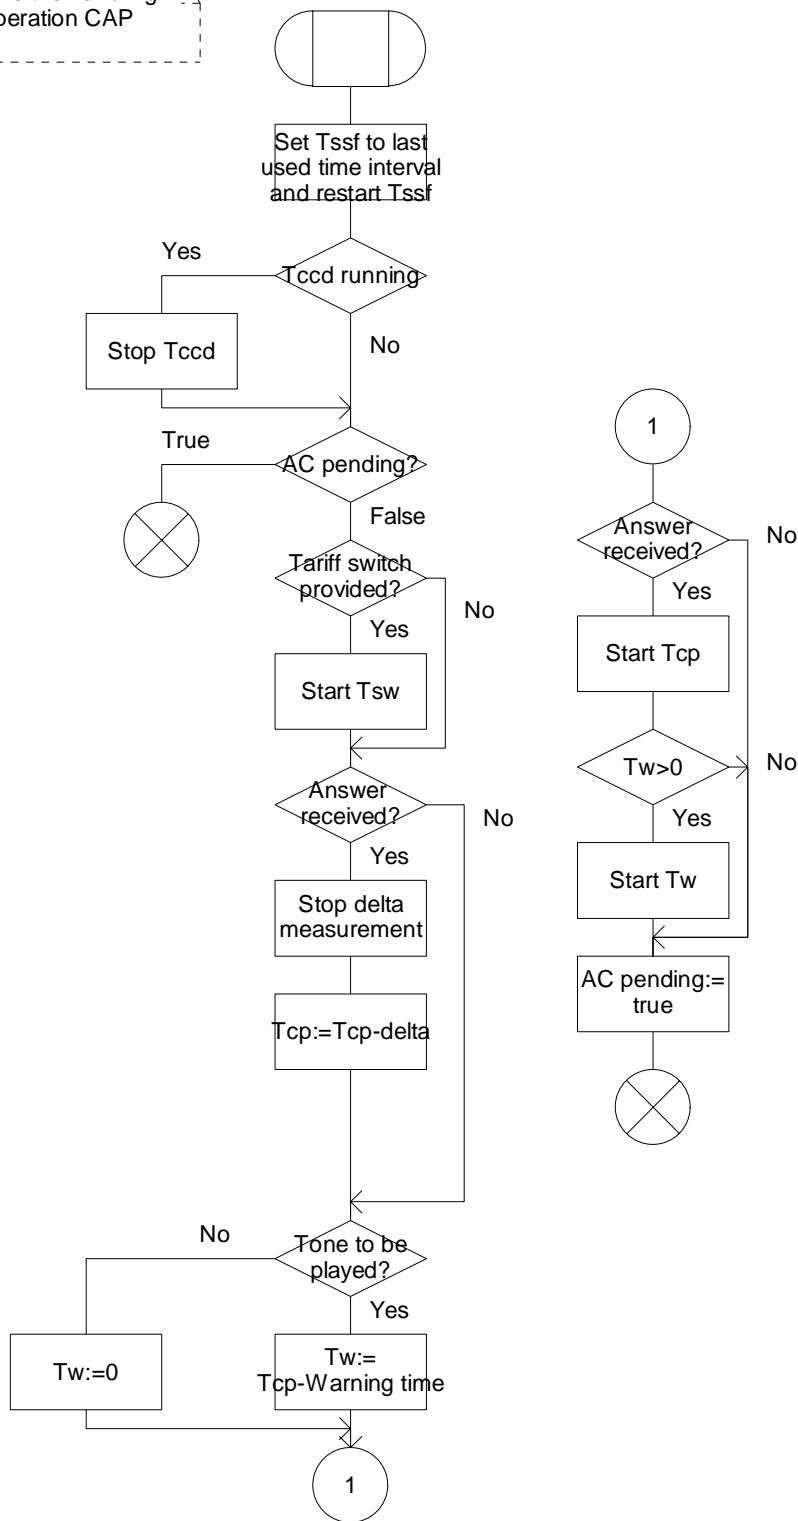 peration CAP
Set Tssf to last
used time interval
and restart Tssf
Yes
Tccd running
No
Stop Tccd
True
AC pending?
False
Tariff switch
provided?
No
Yes
Start Tsw
Answer
received?
No
Yes
Stop delta
measurement
Tcp:=Tcp-delta
No
Tone to be
played?
Yes
Tw:=0
Tw:=
Tcp-Warning time
1
1
Answer
received?
No
Yes
Start Tcp
Tw>0
No
Yes
Start Tw
AC pending:=
true